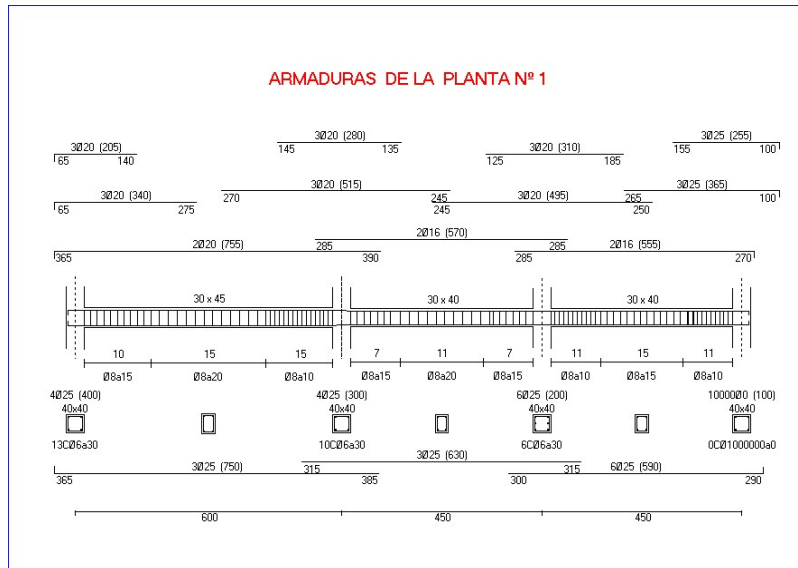 ARMADURAS DE LA PLANTA Nº 1
3Ø20 (205)
65 140
3Ø20 (280)
145 135
3Ø20 (310)
125 185
3Ø25 (255)
155 100
3Ø20 (340)
65 275
3Ø20 (515)
270 245
3Ø20 (495)
245 250
3Ø25 (365)
265 100
2Ø20 (755)
365 390
2Ø16 (570)
285 285
2Ø16 (555)
285 270
30 x 45 30 x 40 30 x 40
10 15 15 7 11 7 11 15 11
Ø8a15 Ø8a20 Ø8a10 Ø8a15 Ø8a20 Ø8a15 Ø8a10 Ø8a15 Ø8a10
4Ø25 (400) 4Ø25 (300) 6Ø25 (200) 10000Ø0 (100)
40x40 40x40 40x40 40x40
13CØ6a30 10CØ6a30 6CØ6a30 0CØ1000000a0
3Ø25 (750)
365 385
3Ø25 (630)
315 315
6Ø25 (590)
300 290
600 450 450